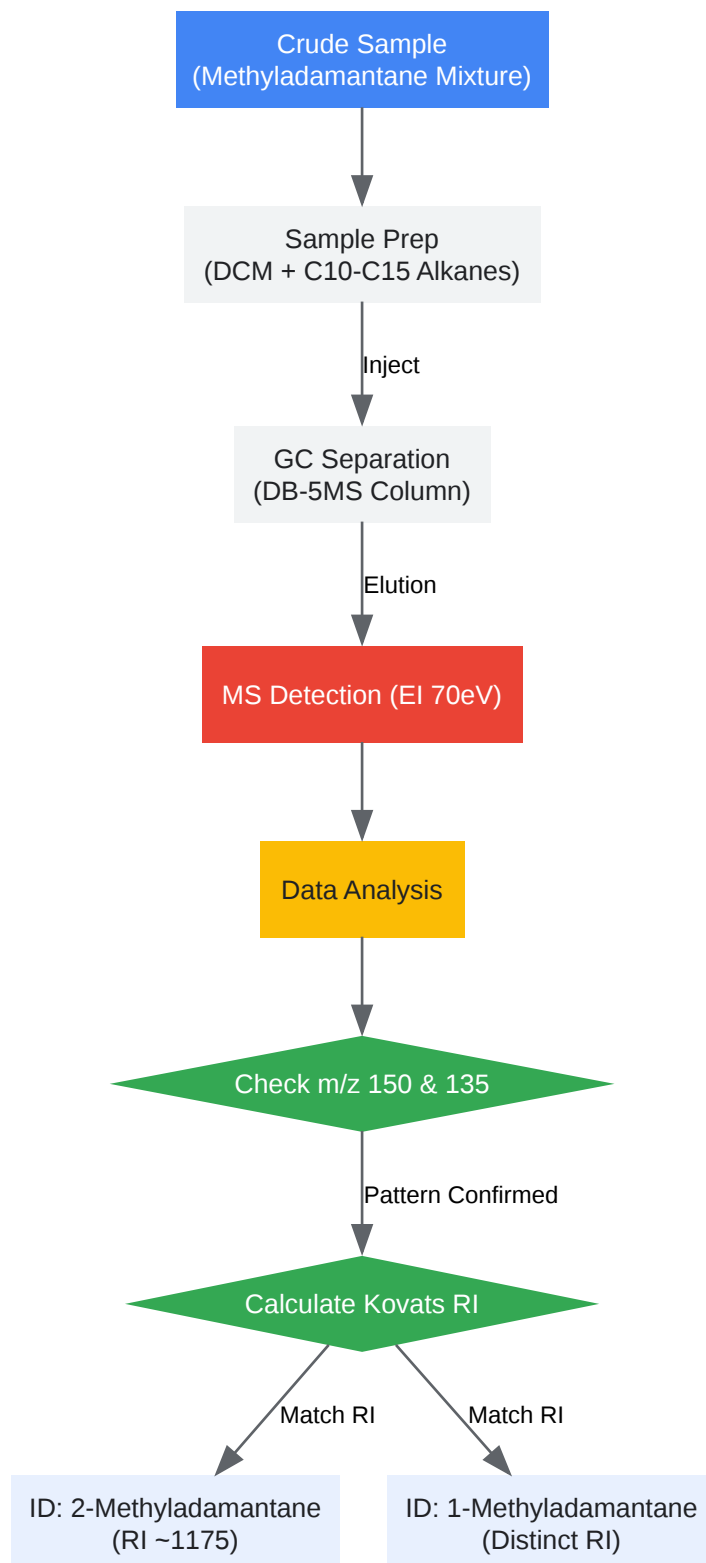 Crude Sample
(Methyladamantane Mixture)
Sample Prep
(DCM + C10-C15 Alkanes)
Inject
GC Separation
(DB-5MS Column)
Elution
MS Detection (EI 70eV)
Data Analysis
Check m/z 150 & 135
Pattern Confirmed
Calculate Kovats RI
Match RI
Match RI
ID: 2-Methyladamantane
(RI ~1175)
ID: 1-Methyladamantane
(Distinct RI)